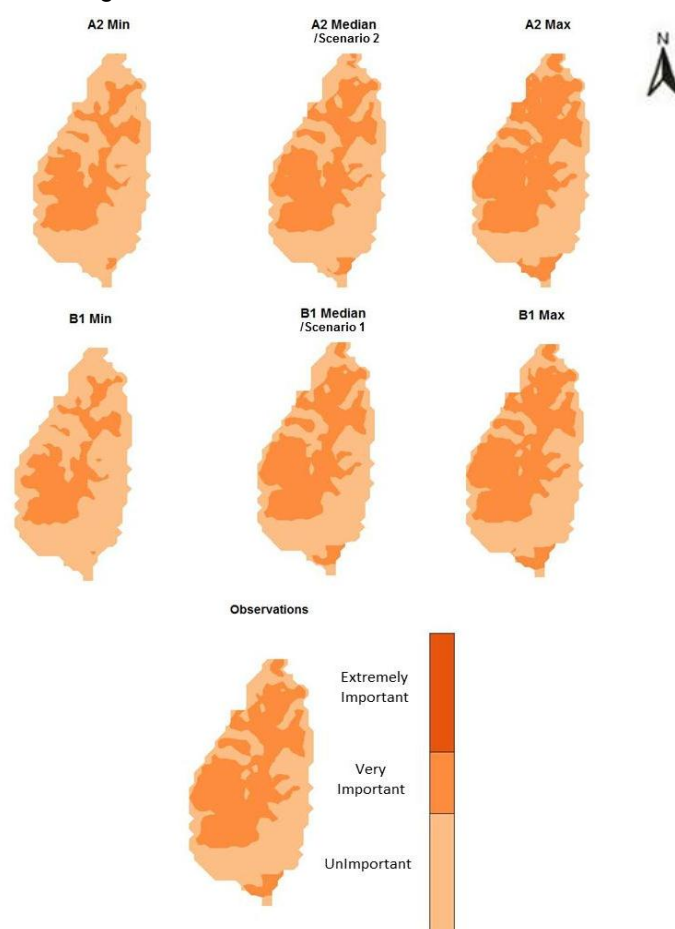 A2 Min
A2 Median
/Scenario 2
A2 Max
N
B1 Min
B1 Median
/Scenario 1
B1 Max
Observations
Extremely
Important
Very
Important
UnImportant